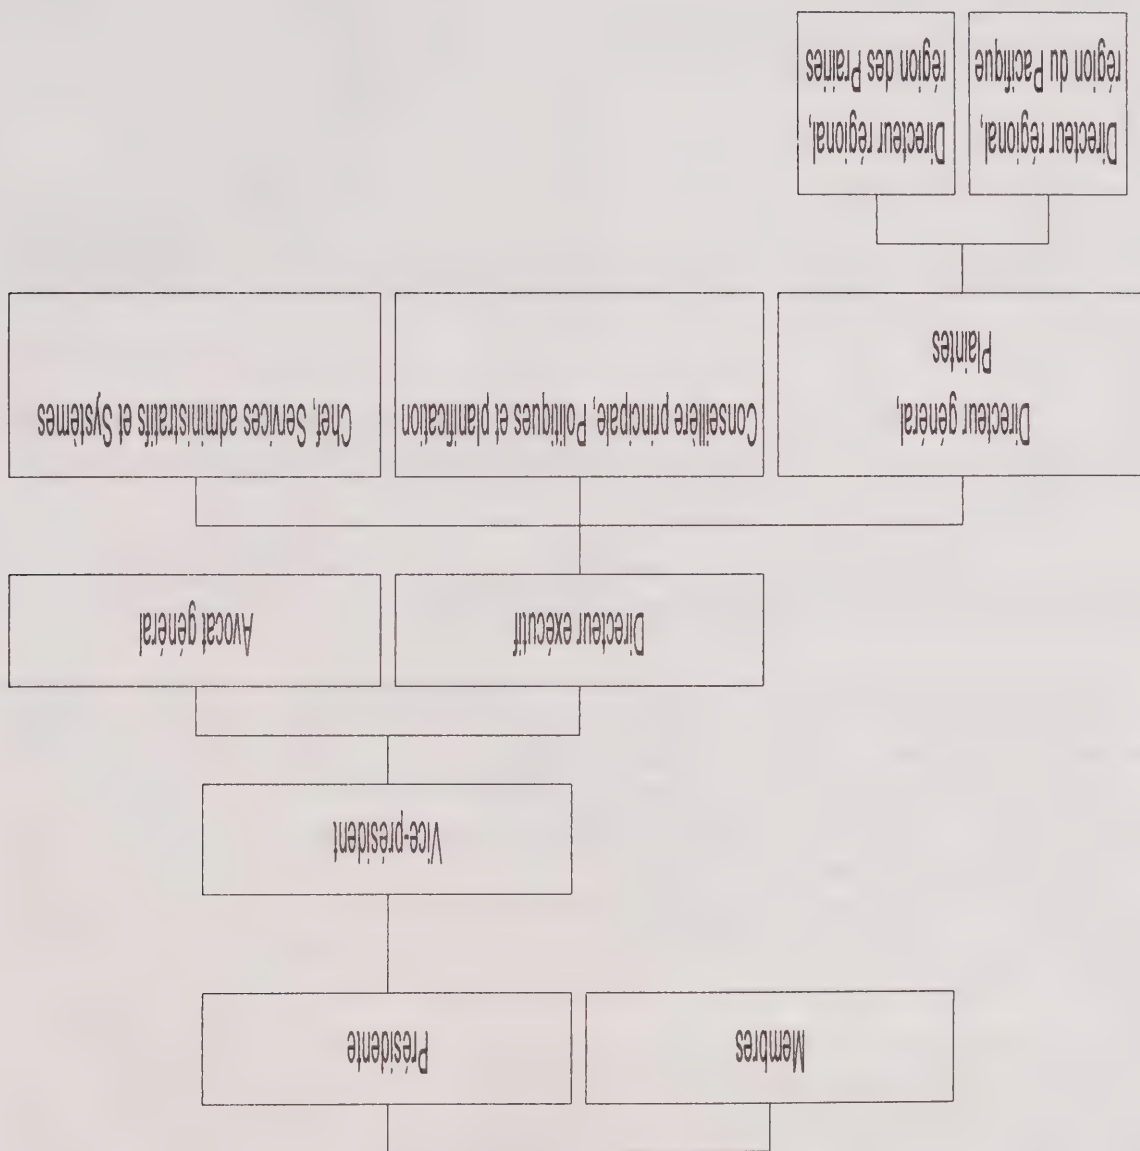 Membres
Présidente
Vice-président
Directeur exécutif
Avocat général
Directeur général,
Plaintes
Conseillère principale, Politiques et planification
Chef, Services administratifs et Systèmes
Directeur régional,
région du Pacifique
Directeur régional,
région des Prairies